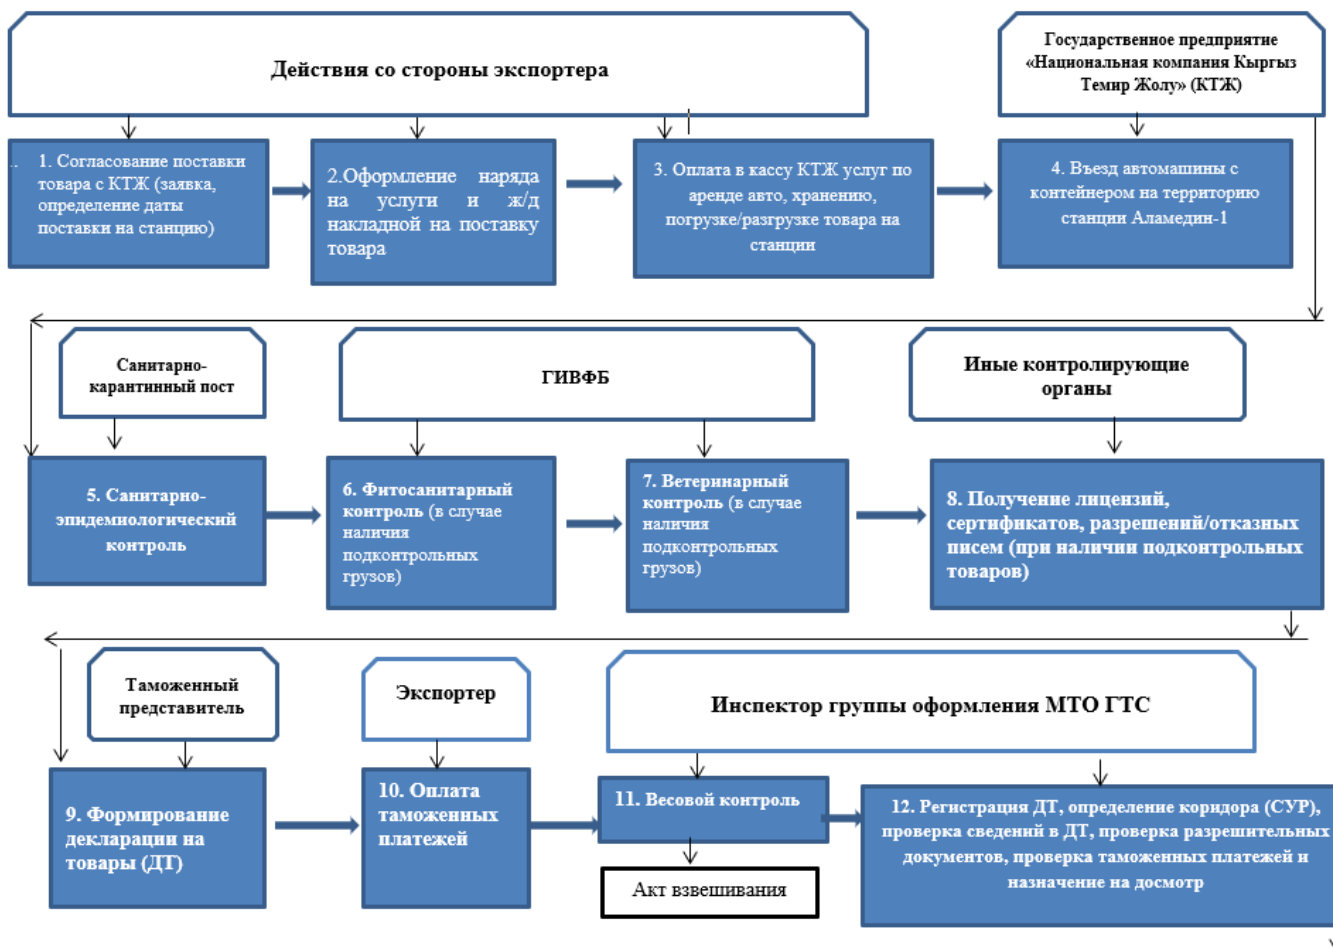 Действия со стороны экспортера
Государственное предприятие
«Национальная компания Кыргыз
Темир Жолу» (КТЖ)
.. 1. Согласование поставки
товара с КТЖ (заявка,
определение даты
поставки на станцию)
2.Оформление наряда
на услуги и ж/д
накладной на поставку
товара
3. Оплата в кассу КТЖ услуг по
аренде авто, хранению,
погрузке/разгрузке товара на
станции
4. Въезд автомашины с
контейнером на территорию
станции Аламедин-1
Санитарно-
карантинный пост
ГИВФБ
Иные контролирующие
органы
5. Санитарно-
эпидемиологический
контроль
6. Фитосанитарный
контроль (в случае
наличия
подконтрольных
грузов)
7. Ветеринарный
контроль (в случае
наличия
подконтрольных
грузов)
8. Получение лицензий,
сертификатов, разрешений/отказных
писем (при наличии подконтрольных
товаров)
Таможенный
представитель
Экспортер
Инспектор группы оформления МТО ГТС
9. Формирование
декларации на
товары (ДТ)
10. Оплата
таможенных
платежей
11. Весовой контроль
12. Регистрация ДТ, определение коридора (СУР),
проверка сведений в ДТ, проверка разрешительных
документов, проверка таможенных платежей и
назначение на досмотр
Акт взвешивания